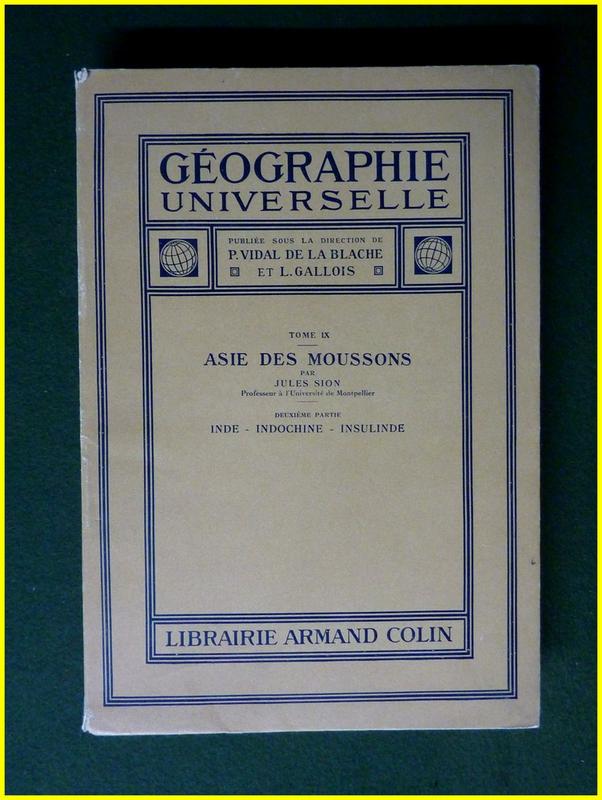 GÉOGRAPHIE
UNIVERSELLE
PUBLIÉE SOUS LA DIRECTION DE
P. VIDAL DE LA BLACHE
ET L. GALLOIS
TOME IX
ASIE DES MOUSSONS
PAR
JULES SION
Professeur à l'Université de Montpellier
DEUXIÈME PARTIE
INDE - INDOCHINE - INSULINDE
LIBRAIRIE ARMAND COLIN